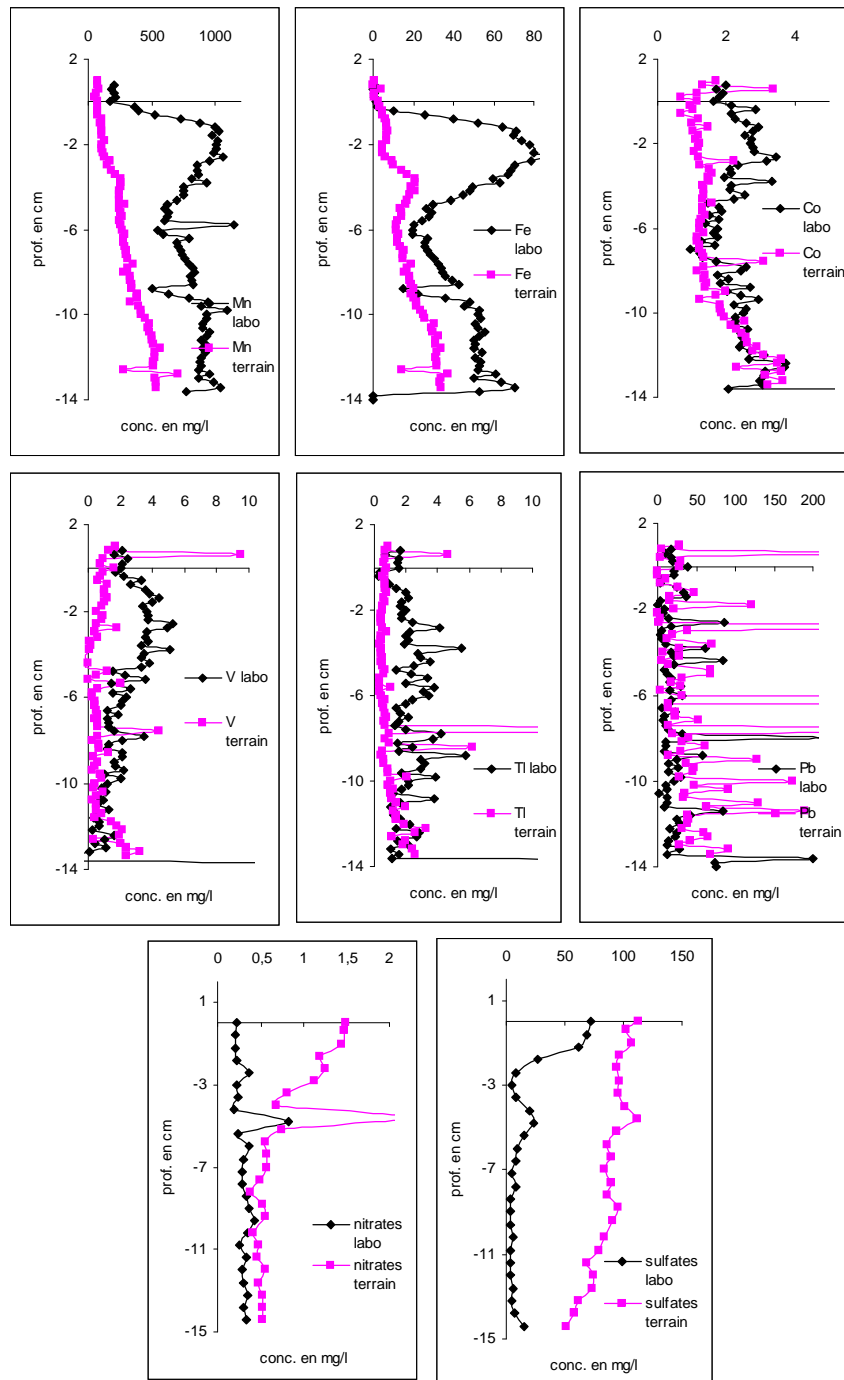 0 500 1000
2
-2
-6
-10
-14
prof. en cm
Mn
labo
Mn
terrain
conc. en mg/l
0 20 40 60 80
2
-2
-6
-10
-14
prof. en cm
Fe
labo
Fe
terrain
conc. en mg/l
0 2 4
2
-2
-6
-10
-14
prof. en cm
Co
labo
Co
terrain
conc. en mg/l
0 2 4 6 8 10
2
-2
-6
-10
-14
prof. en cm
V labo
V
terrain
conc. en mg/l
0 2 4 6 8 10
2
-2
-6
-10
-14
prof. en cm
Tl labo
Tl
terrain
conc. en mg/l
0 50 100 150 200
2
-2
-6
-10
-14
prof. en cm
Pb
labo
Pb
terrain
conc. en mg/l
0 0,5 1 1,5 2
1
-3
-7
-11
-15
prof. en cm
nitrates
labo
nitrates
terrain
conc. en mg/l
0 50 100 150
1
-3
-7
-11
-15
prof. en cm
sulfates
labo
sulfates
terrain
conc. en mg/l